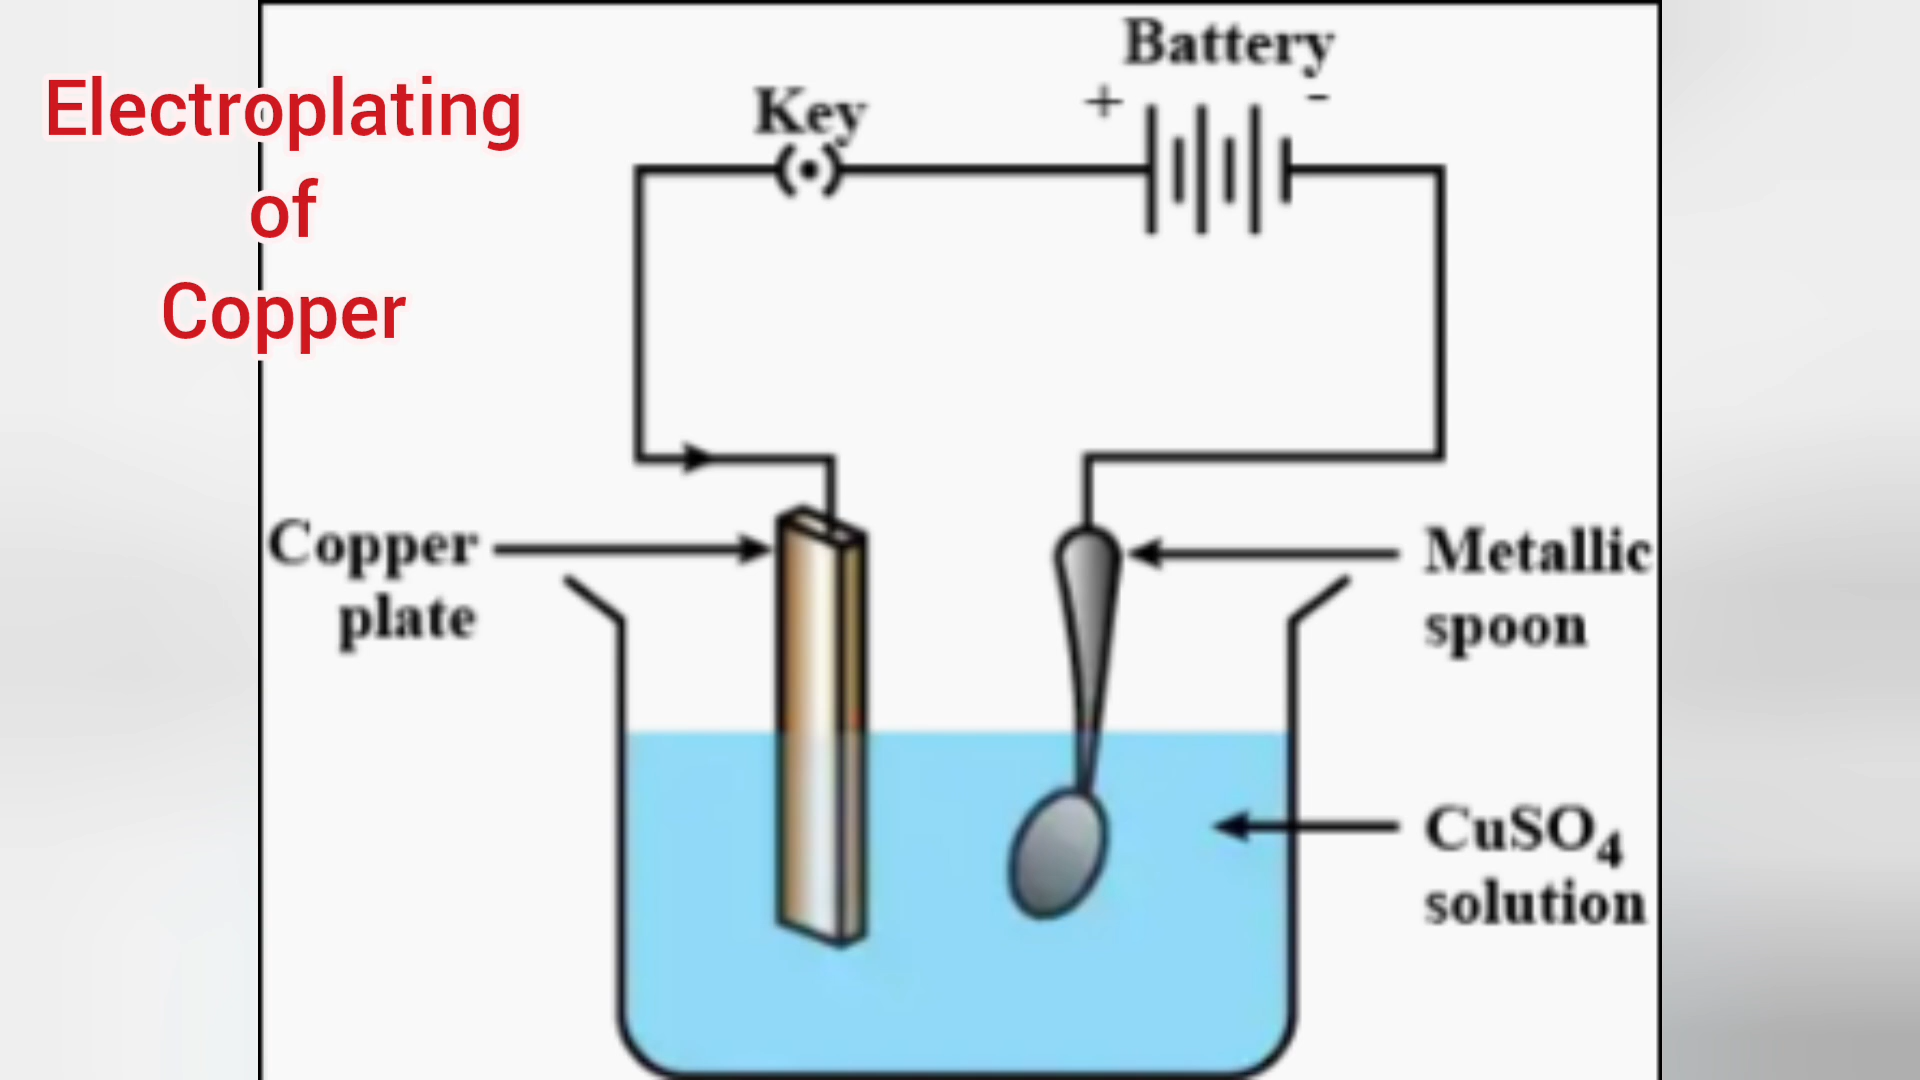 Electroplating
of
Copper
Battery
+ -
Key
Copper
plate
Metallic
spoon
CuSO₄
solution